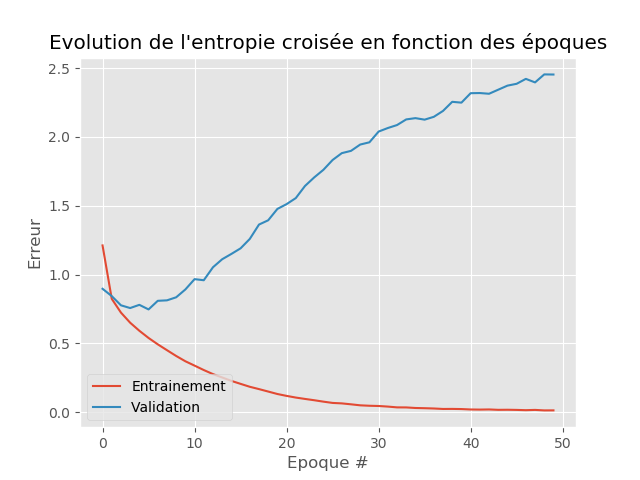 Evolution de l'entropie croisée en fonction des époques
2.5
2.0
1.5
1.0
0.5
0.0
Erreur
Entrainement
Validation
0 10 20 30 40 50
Epoque #